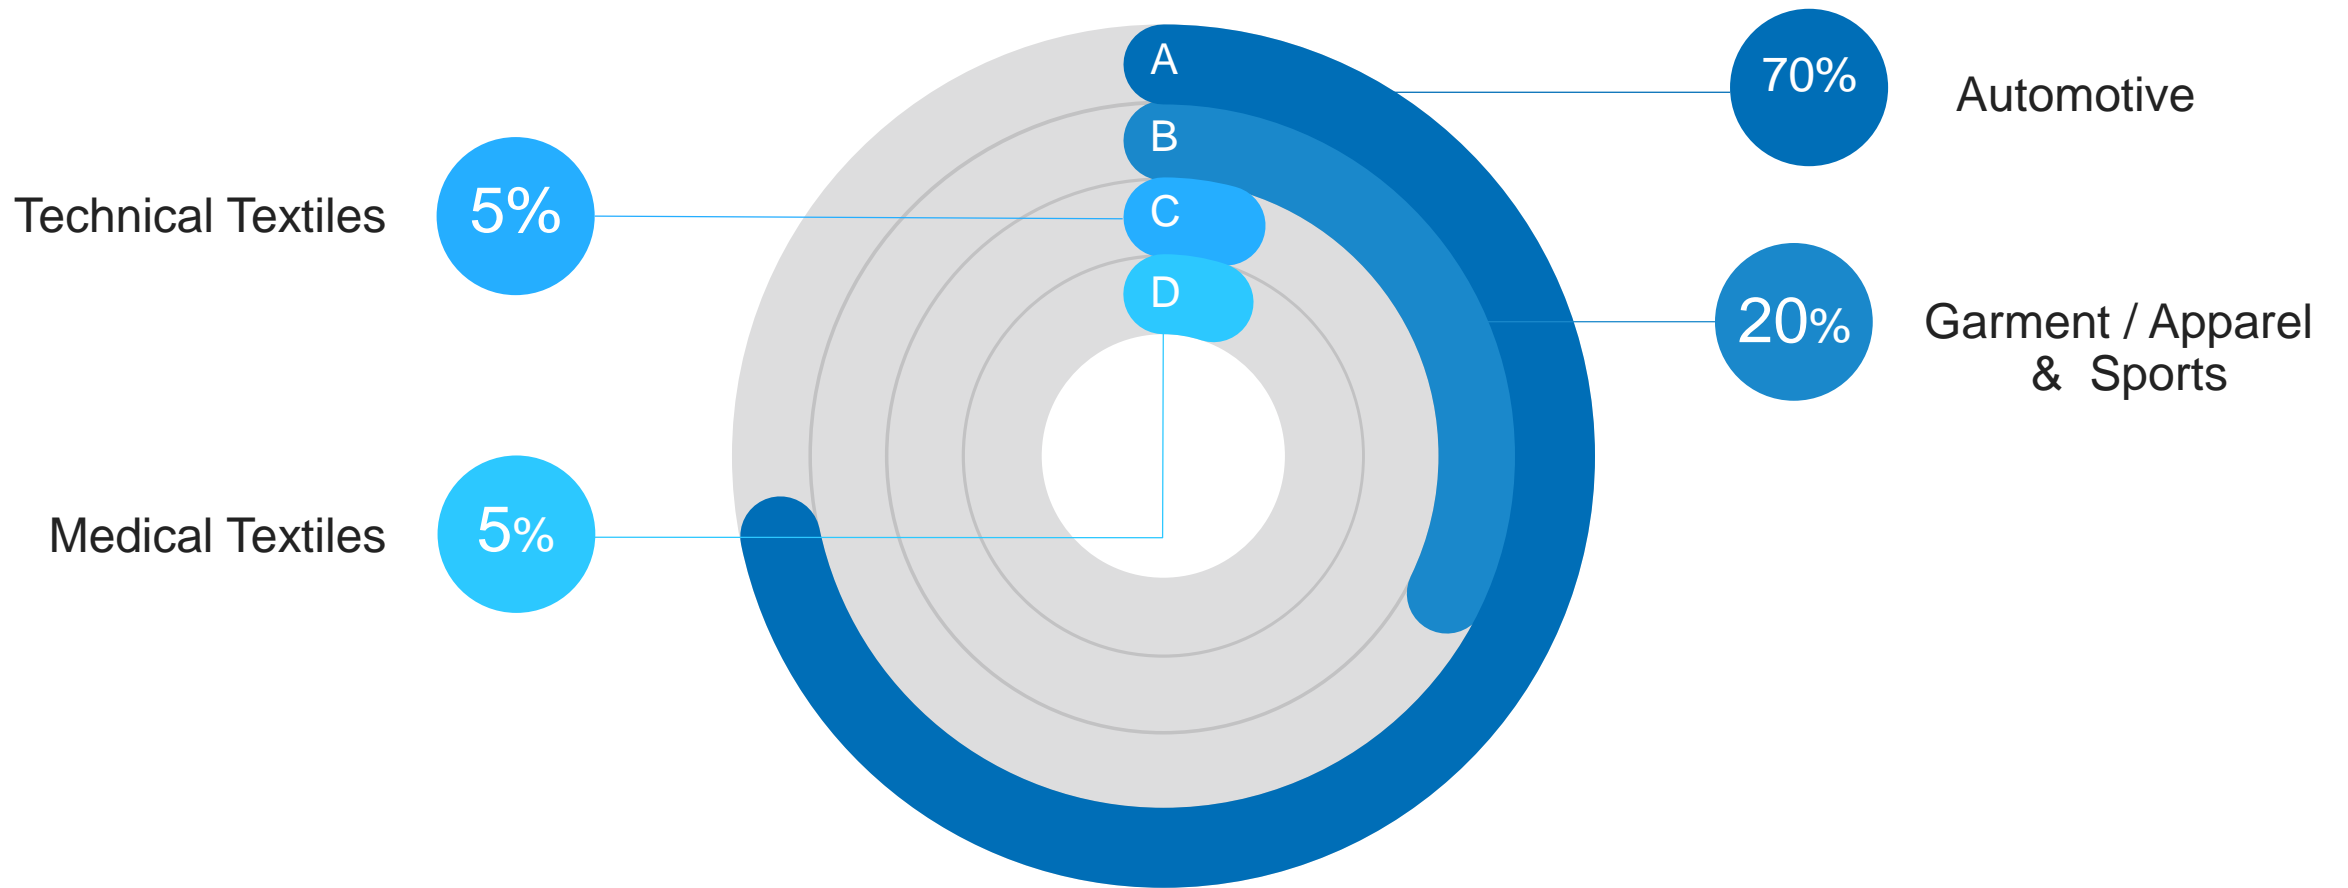 A
70%
Automotive
B
Technical Textiles
5%
C
D
20%
Garment / Apparel
& Sports
Medical Textiles
5%